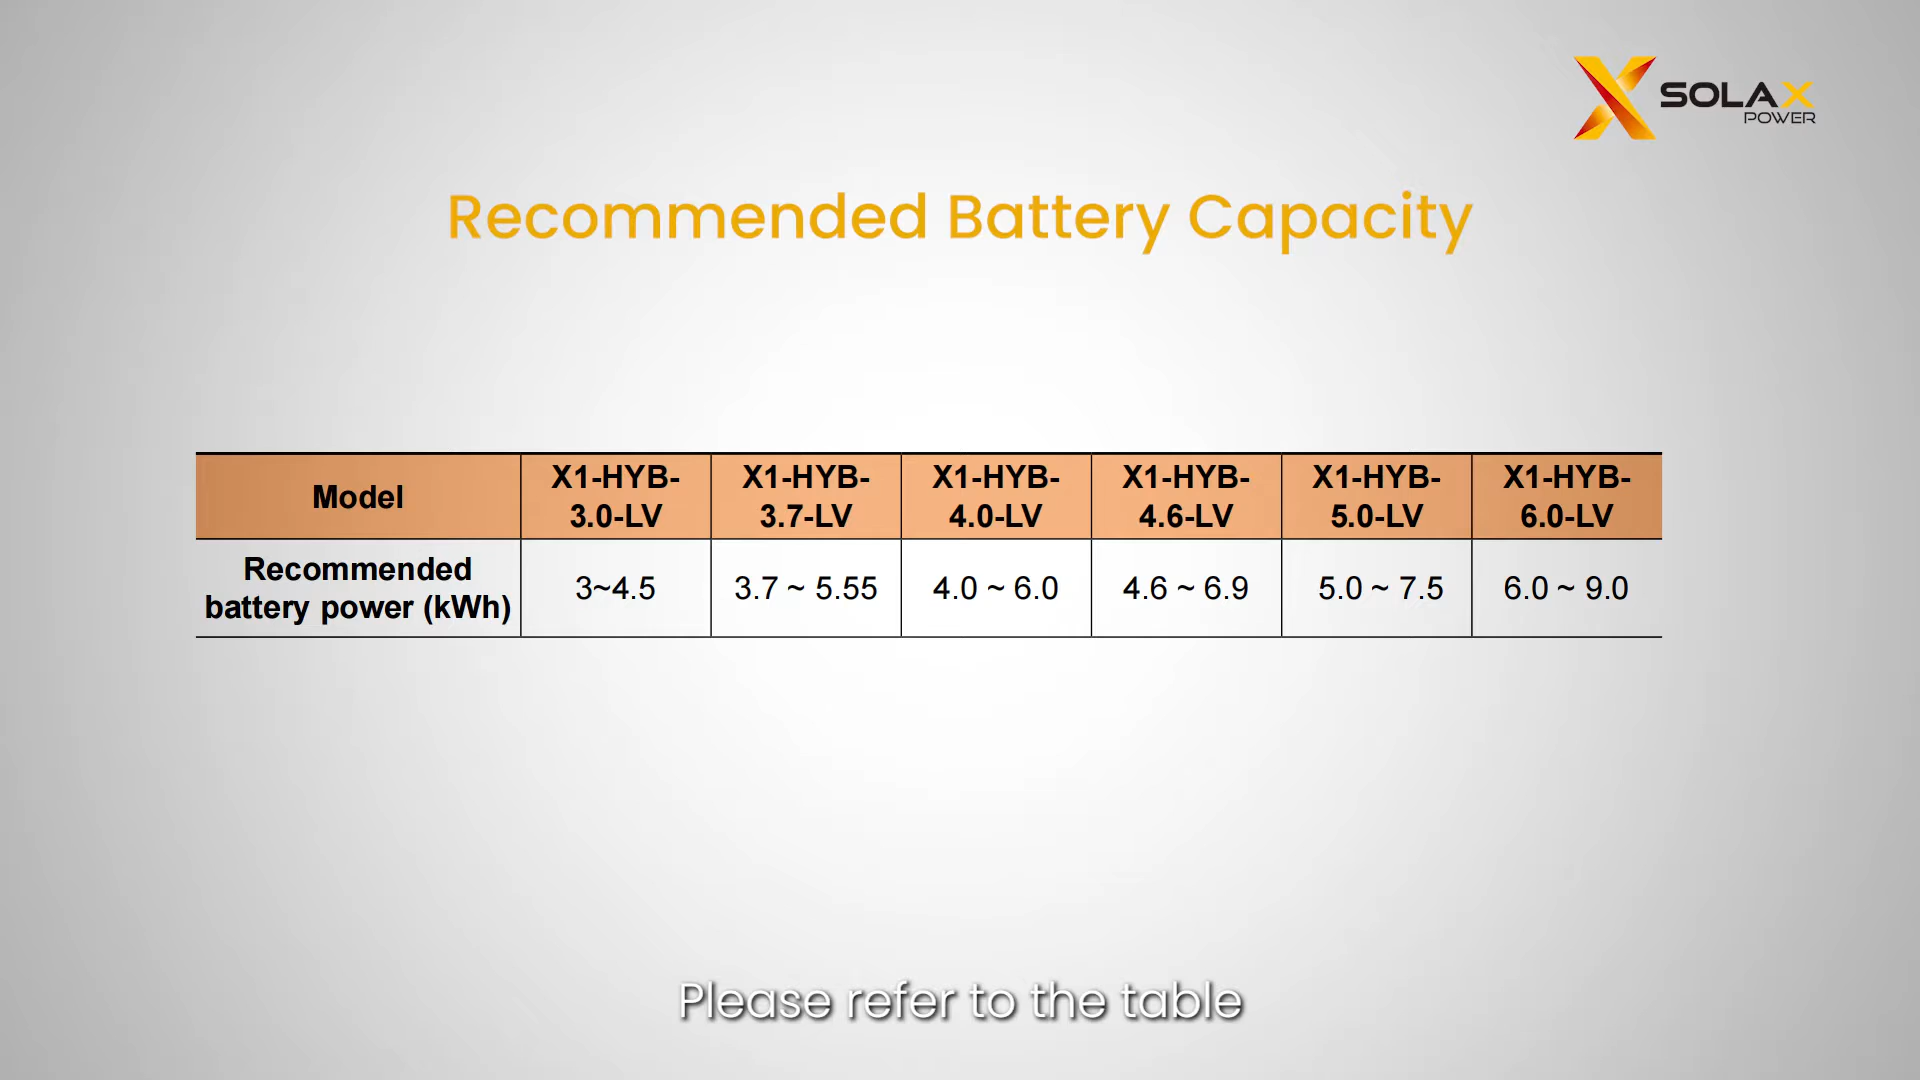 SOLAX
POWER
Recommended Battery Capacity
Model
X1-HYB-
3.0-LV
X1-HYB-
3.7-LV
X1-HYB-
4.0-LV
X1-HYB-
4.6-LV
X1-HYB-
5.0-LV
X1-HYB-
6.0-LV
Recommended
battery power (kWh)
3~4.5
3.7 ~ 5.55
4.0 ~ 6.0
4.6 ~ 6.9
5.0 ~ 7.5
6.0 ~ 9.0
Please refer to the table